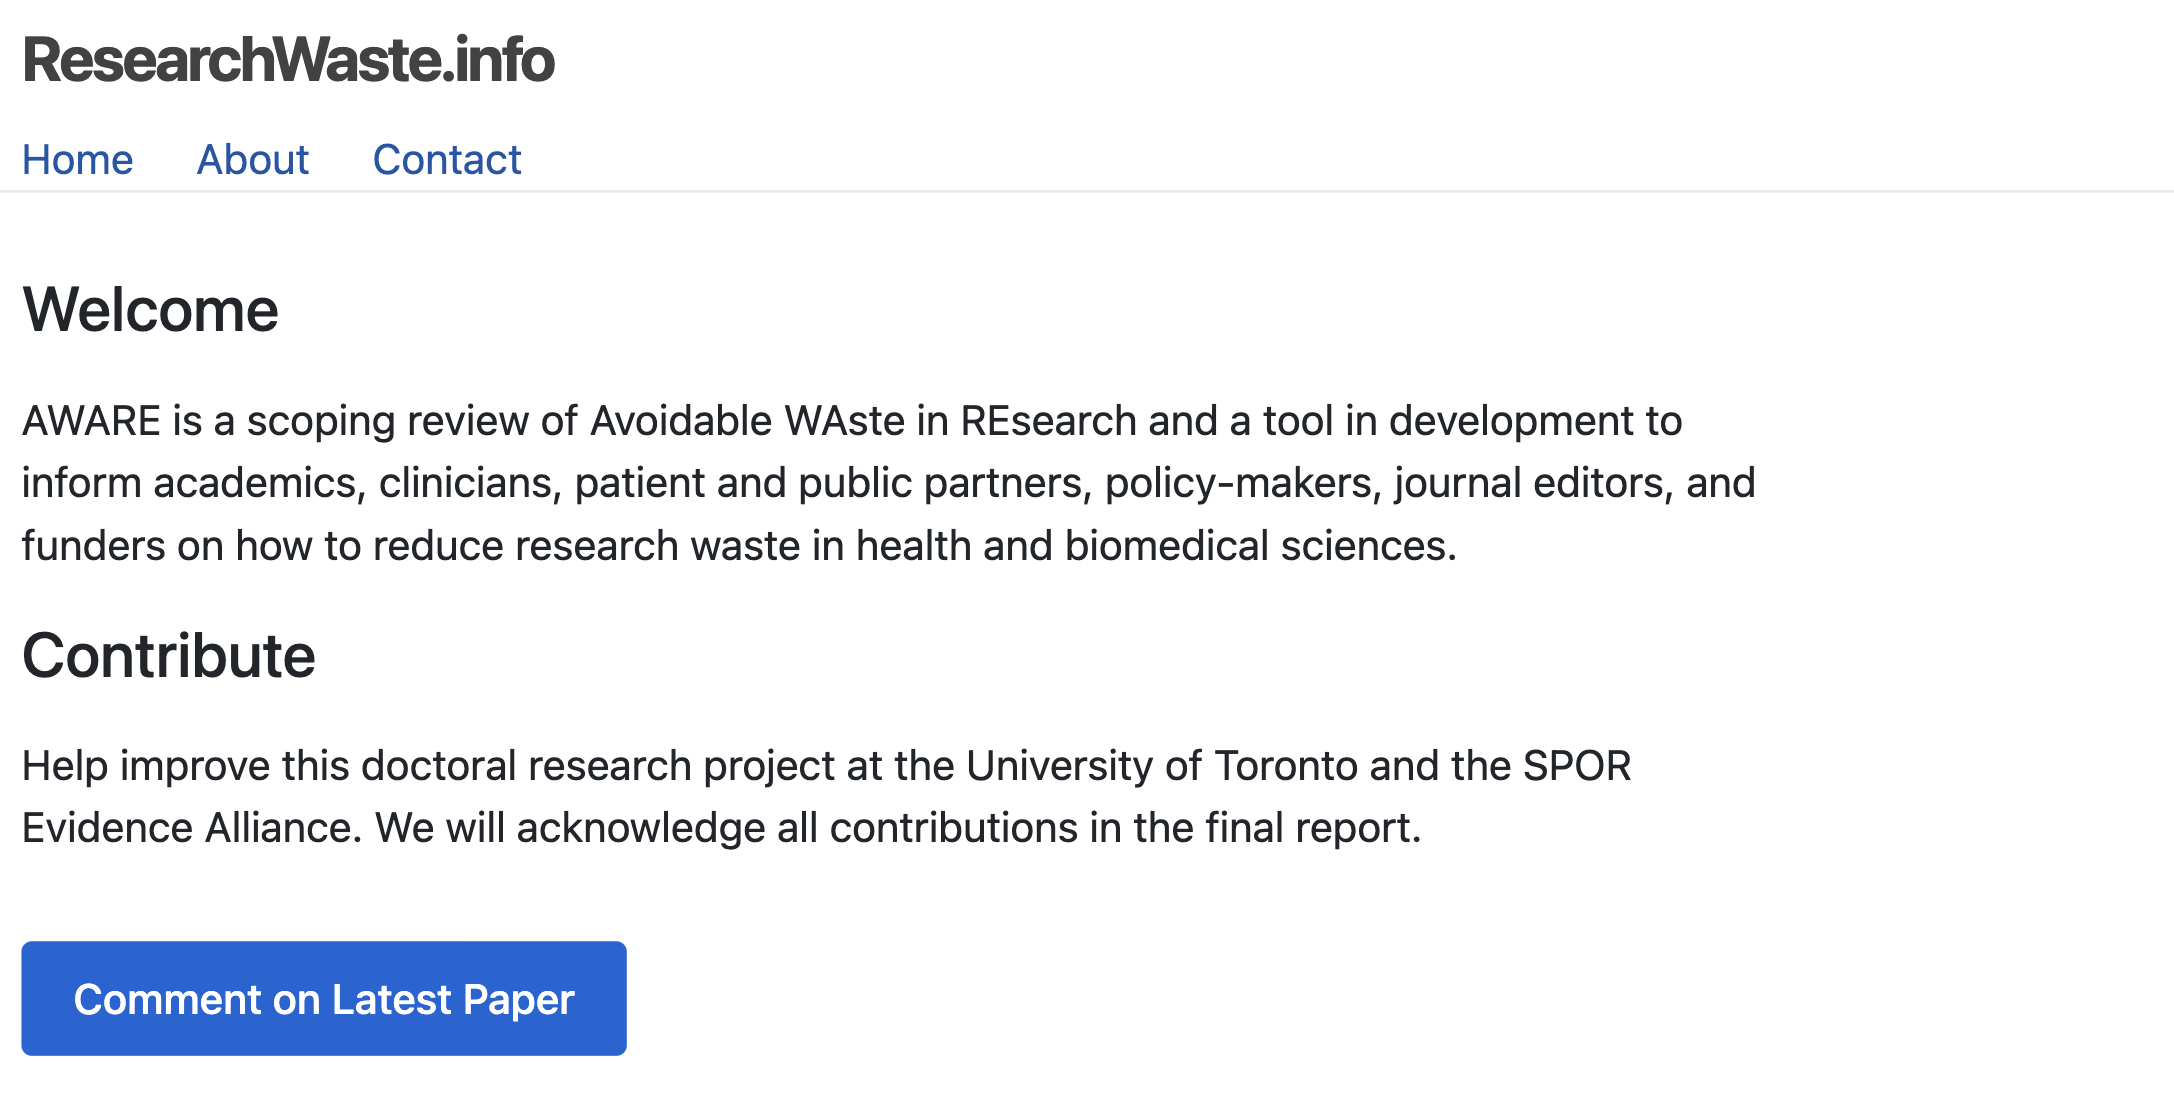 ResearchWaste.info
Home About Contact
Welcome
AWARE is a scoping review of Avoidable WAste in REsearch and a tool in development to
inform academics, clinicians, patient and public partners, policy-makers, journal editors, and
funders on how to reduce research waste in health and biomedical sciences.
Contribute
Help improve this doctoral research project at the University of Toronto and the SPOR
Evidence Alliance. We will acknowledge all contributions in the final report.
Comment on Latest Paper